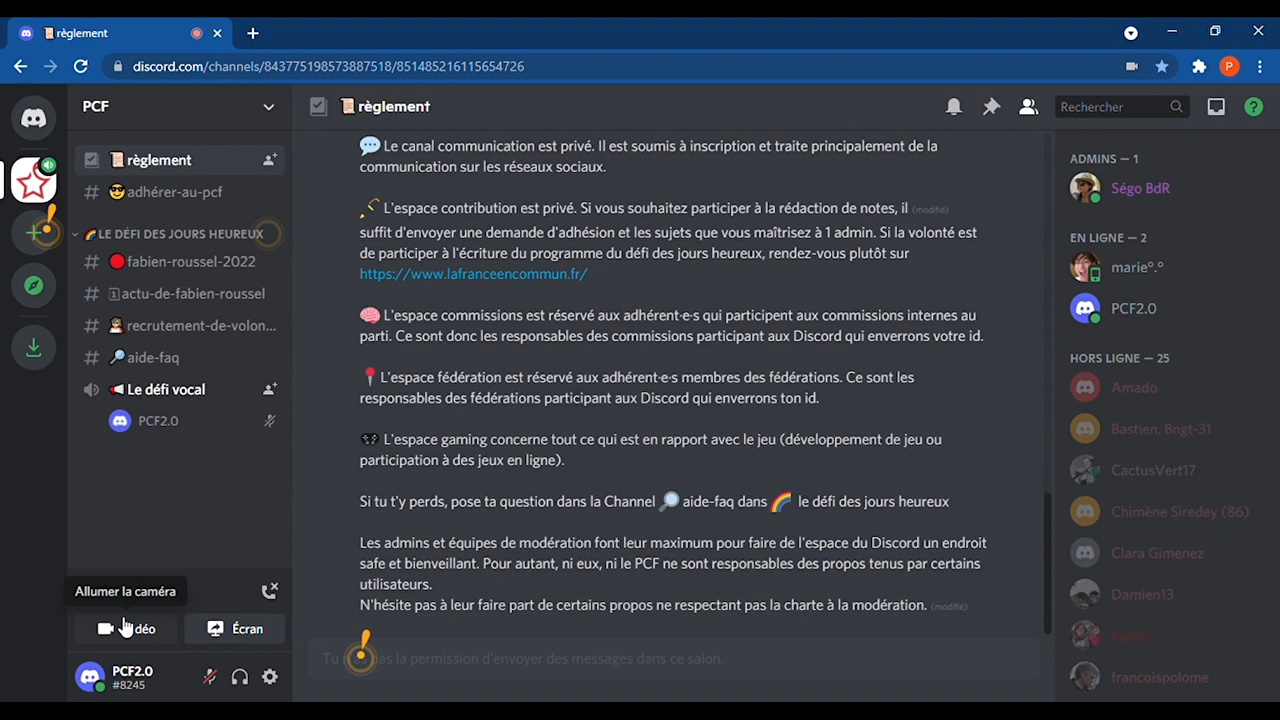 règlement
discord.com/channels/843775198573887518/851485216115654726
P
PCF
règlement
adhérer-au-pcf
LE DÉFI DES JOURS HEUREUX
fabien-roussel-2022
actu-de-fabien-roussel
recrutement-de-volon...
aide-faq
Le défi vocal
PCF2.0
Allumer la caméra
Écran
PCF2.0
#8245
règlement
Rechercher
Le canal communication est privé. Il est soumis à inscription et traite principalement de la
communication sur les réseaux sociaux.
L'espace contribution est privé. Si vous souhaitez participer à la rédaction de notes, il (modifié)
suffit d'envoyer une demande d'adhésion et les sujets que vous maîtrisez à 1 admin. Si la volonté est
de participer à l'écriture du programme du défi des jours heureux, rendez-vous plutôt sur
https://www.lafranceencommun.fr/
L'espace commissions est réservé aux adhérent·e·s qui participent aux commissions internes au
parti. Ce sont donc les responsables des commissions participant aux Discord qui enverrons votre id.
L'espace fédération est réservé aux adhérent·e·s membres des fédérations. Ce sont les
responsables des fédérations participant aux Discord qui enverrons ton id.
L'espace gaming concerne tout ce qui est en rapport avec le jeu (développement de jeu ou
participation à des jeux en ligne).
Si tu t'y perds, pose ta question dans la Channel aide-faq dans le défi des jours heureux
Les admins et équipes de modération font leur maximum pour faire de l'espace du Discord un endroit
safe et bienveillant. Pour autant, ni eux, ni le PCF ne sont responsables des propos tenus par certains
utilisateurs.
N'hésite pas à leur faire part de certains propos ne respectant pas la charte à la modération. (modifié)
Tu n'as pas la permission d'envoyer des messages dans ce salon.
ADMINS — 1
Ségo BdR
EN LIGNE — 2
marie°.°
PCF2.0
HORS LIGNE — 25
Amado
Bastien. Bngt-31
CactusVert17
Chimène Siredey (86)
Clara Gimenez
Damien13
francoispolome